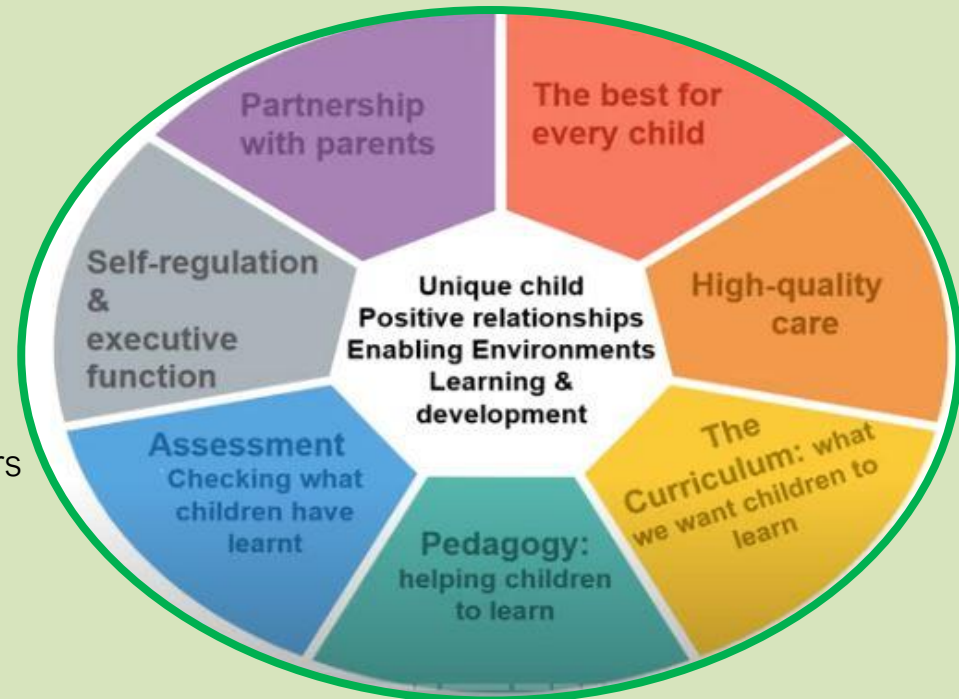 Partnership
with parents
The best for
every child
Self-regulation
&
executive
function
Unique child
Positive relationships
Enabling Environments
Learning &
development
High-quality
care
Assessment
Checking what
children have
learnt
Pedagogy:
helping children
to learn
The
Curriculum: what
we want children to
learn